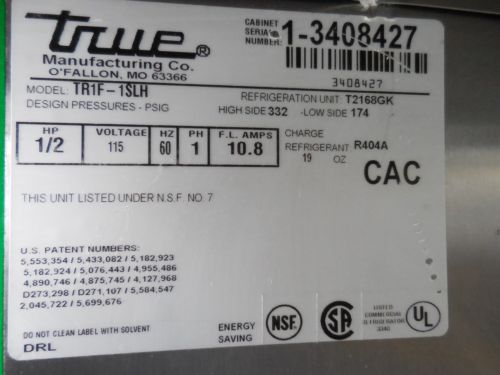 true®
Manufacturing Co.
O'FALLON, MO 63366
CABINET
SERIAL
NUMBER:
1-3408427
3408427
MODEL: TR1F-1SLH
REFRIGERATION UNIT: T2168GK
DESIGN PRESSURES - PSIG
HIGH SIDE 332 -LOW SIDE 174
HP
1/2
VOLTAGE
115
HZ
60
PH
1
F.L. AMPS
10.8
CHARGE
REFRIGERANT R404A
19 OZ
CAC
THIS UNIT LISTED UNDER N.S.F. NO. 7
U.S. PATENT NUMBERS:
5,553,354 / 5,433,082 / 5,182,923
5,182,924 / 5,076,443 / 4,955,486
4,890,746 / 4,875,745 / 4,127,968
D273,298 / D271,107 / 5,584,547
2,045,722 / 5,699,676
DO NOT CLEAN LABEL WITH SOLVENT
DRL
ENERGY
SAVING
NSF®
SA
LISTED
COMMERCIAL
REFRIGERATOR
3340
UL